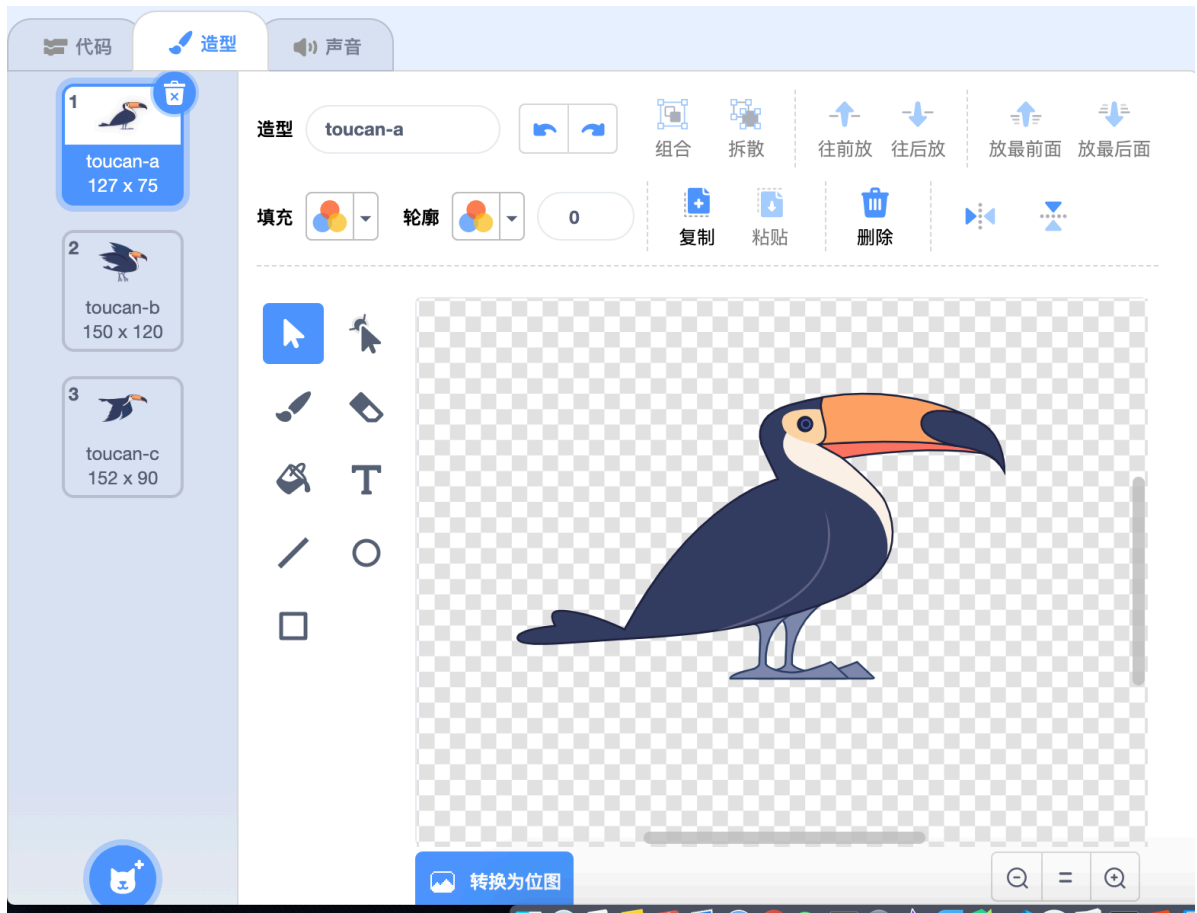 代码
造型
声音
1
toucan-a
127 x 75
2
toucan-b
150 x 120
3
toucan-c
152 x 90
造型
toucan-a
组合
拆散
往前放
往后放
放最前面
放最后面
填充
轮廓
0
复制
粘贴
删除
T
转换为位图